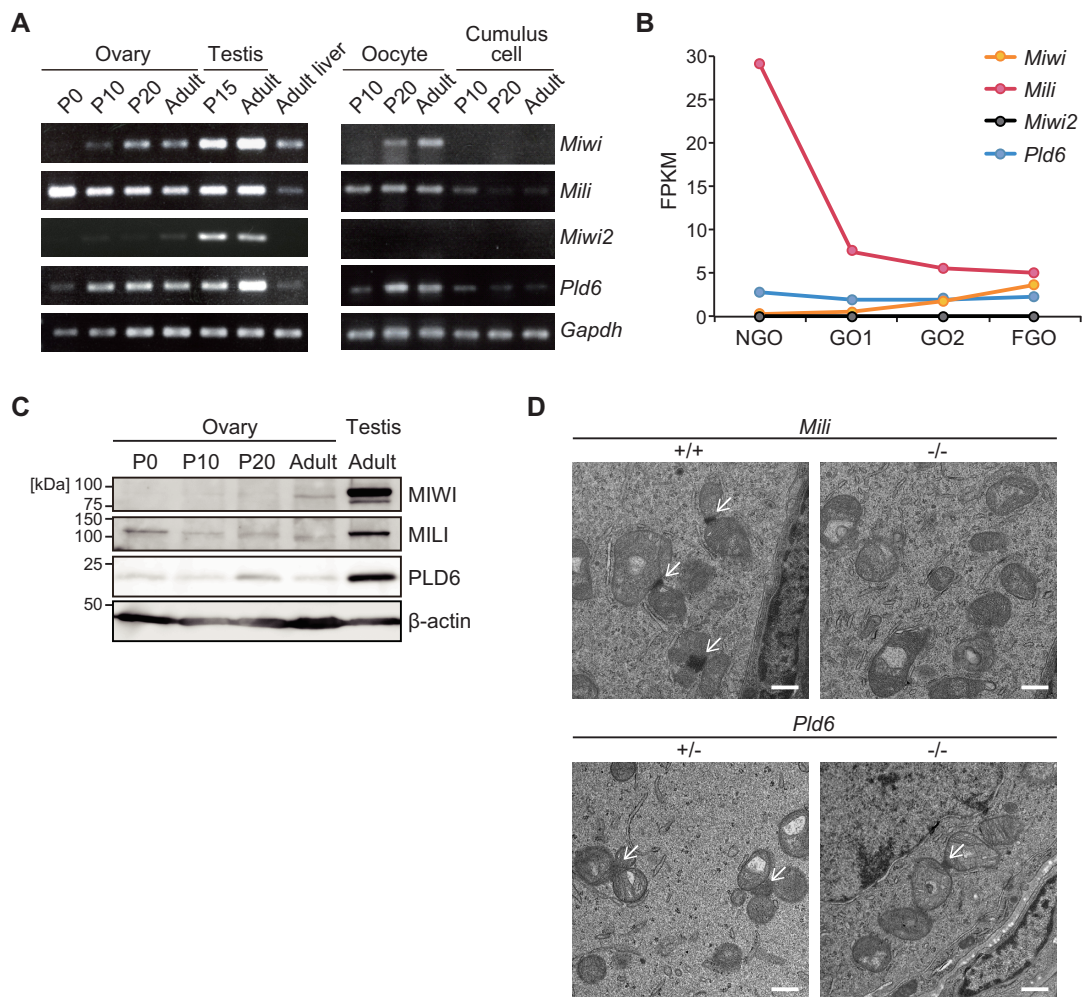 A
Ovary Testis Adult liver
P0 P10 P20 Adult P15 Adult
Oocyte Cumulus cell
P10 P20 Adult P10 P20 Adult
Miwi
Mili
Miwi2
Pld6
Gapdh
B
FPKM
30
25
20
15
10
5
0
NGO GO1 GO2 FGO
Miwi
Mili
Miwi2
Pld6
C
Ovary Testis
P0 P10 P20 Adult Adult
[kDa] 100
75
MIWI
150
100
MILI
25
PLD6
50
β-actin
D
Mili
+/+ -/-
Pld6
+/- -/-